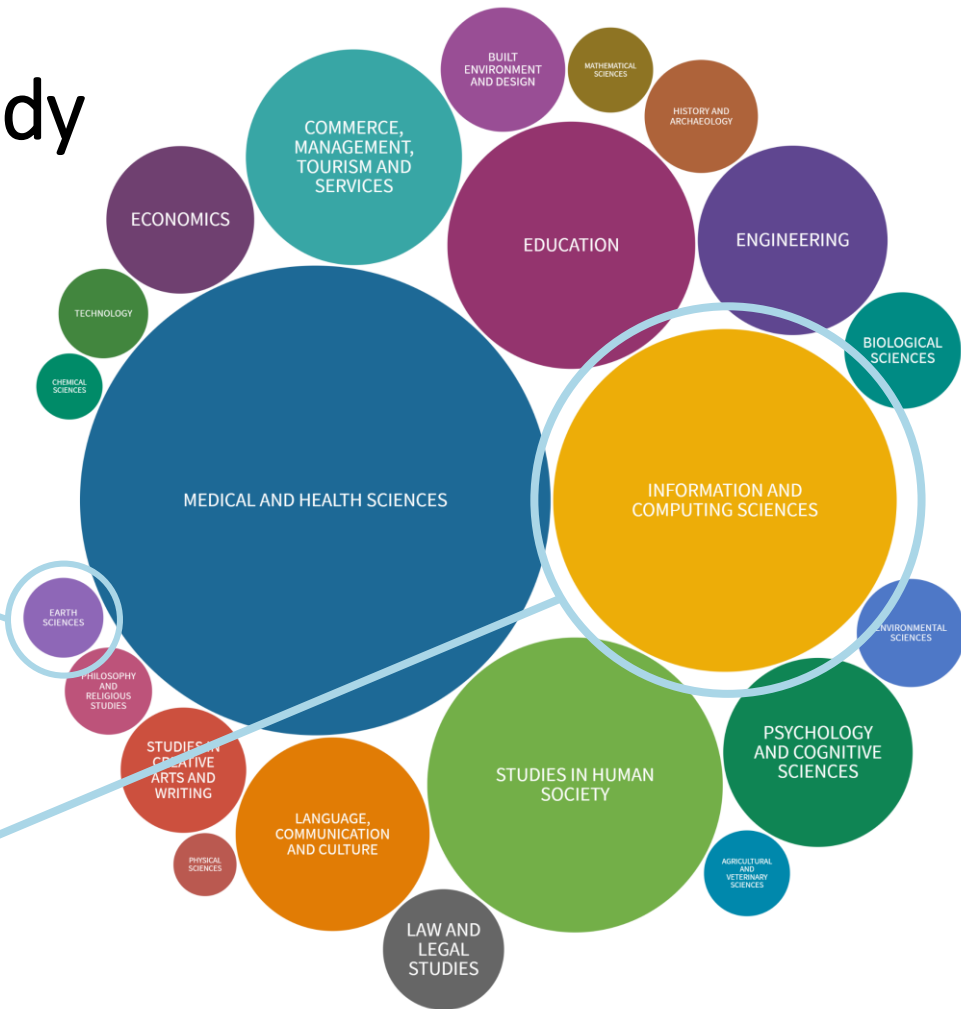 dy
BUILT
ENVIRONMENT
AND DESIGN
MATHEMATICAL
SCIENCES
HISTORY AND
ARCHAEOLOGY
COMMERCE,
MANAGEMENT,
TOURISM AND
SERVICES
ECONOMICS
EDUCATION
ENGINEERING
TECHNOLOGY
BIOLOGICAL
SCIENCES
CHEMICAL
SCIENCES
MEDICAL AND HEALTH SCIENCES
INFORMATION AND
COMPUTING SCIENCES
EARTH
SCIENCES
ENVIRONMENTAL
SCIENCES
PHILOSOPHY
AND
RELIGIOUS
STUDIES
STUDIES IN
CREATIVE
ARTS AND
WRITING
STUDIES IN HUMAN
SOCIETY
PSYCHOLOGY
AND COGNITIVE
SCIENCES
LANGUAGE,
COMMUNICATION
AND CULTURE
PHYSICAL
SCIENCES
AGRICULTURAL
AND
VETERINARY
SCIENCES
LAW AND
LEGAL
STUDIES